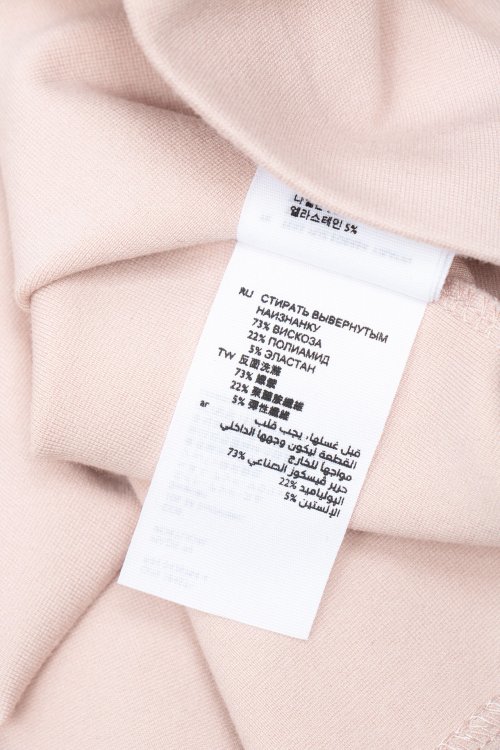 엘라스테인 5%
RU СТИРАТЬ ВЫВЕРНУТЫМ
НАИЗНАНКУ
73% ВИСКОЗА
22% ПОЛИАМИД
5% ЭЛАСТАН
TW 反面洗滌
73% 嫘縈
22% 聚醯胺纖維
5% 彈性纖維
ar
قبل غسلها، يجب قلب
القطعة ليكون وجهها الداخلي
مواجها للخارج
73% حرير فيسكوز الصناعي
22% البولياميد
5% الإلستين